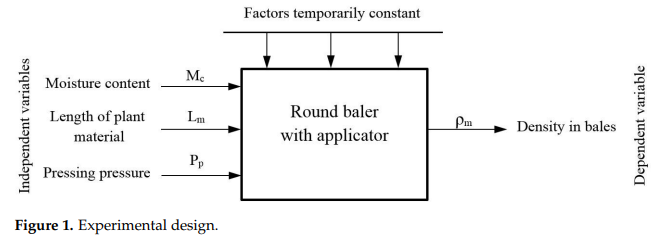 Factors temporarily constant
Independent variables
Moisture content
Mc
Length of plant
material
Lm
Pressing pressure
Pp
Round baler
with applicator
ρm
Density in bales
Dependent variable
Figure 1. Experimental design.